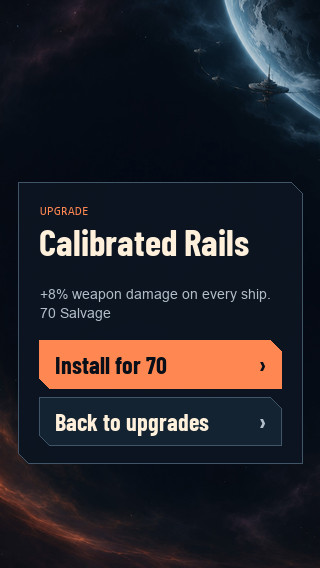 UPGRADE
Calibrated Rails
+8% weapon damage on every ship.
70 Salvage
Install for 70 ›
Back to upgrades ›